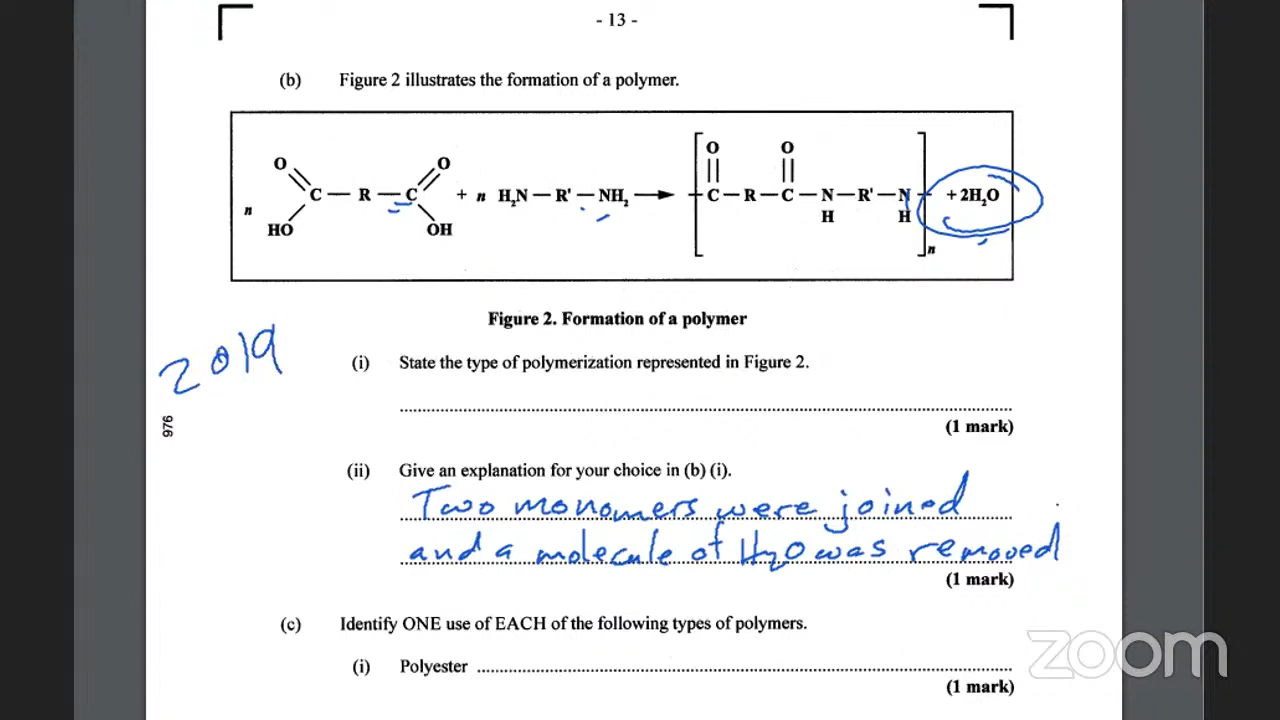 - 13 -
(b) Figure 2 illustrates the formation of a polymer.
O O O O
n C — R — C + n H₂N — R' — NH₂ → [ C — R — C — N — R' — N ]n + 2H₂O
HO OH H H
Figure 2. Formation of a polymer
2019
(i) State the type of polymerization represented in Figure 2.
(1 mark)
976
(ii) Give an explanation for your choice in (b) (i).
Two monomers were joined
and a molecule of H₂O was removed
(1 mark)
(c) Identify ONE use of EACH of the following types of polymers.
(i) Polyester
(1 mark)
zoom